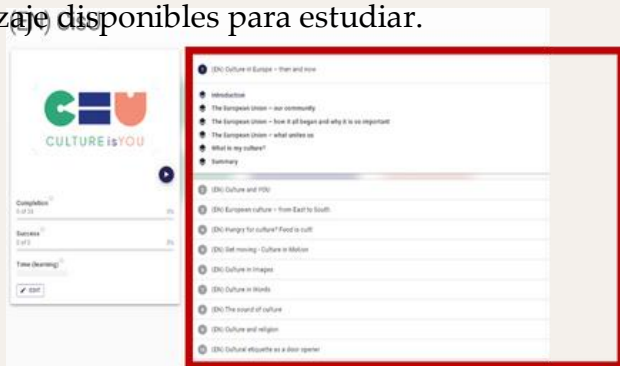 zaje disponibles para estudiar.
(EN) CISU
CULTURE isYOU
Completion
Success
Time (learning)
EDIT
(EN) Culture in Europe – then and now
Introduction
The European Union – our community
The European Union – how it all began and why it is so important
The European Union – what unites us
What is my culture?
Summary
(EN) Culture and YOU
(EN) European culture – from East to South
(EN) Hungry for culture? Food is cult!
(EN) Get moving - Culture in Motion
(EN) Culture in Images
(EN) Culture in Words
(EN) The sound of culture
(EN) Culture and religion
(EN) Cultural etiquette as a door opener